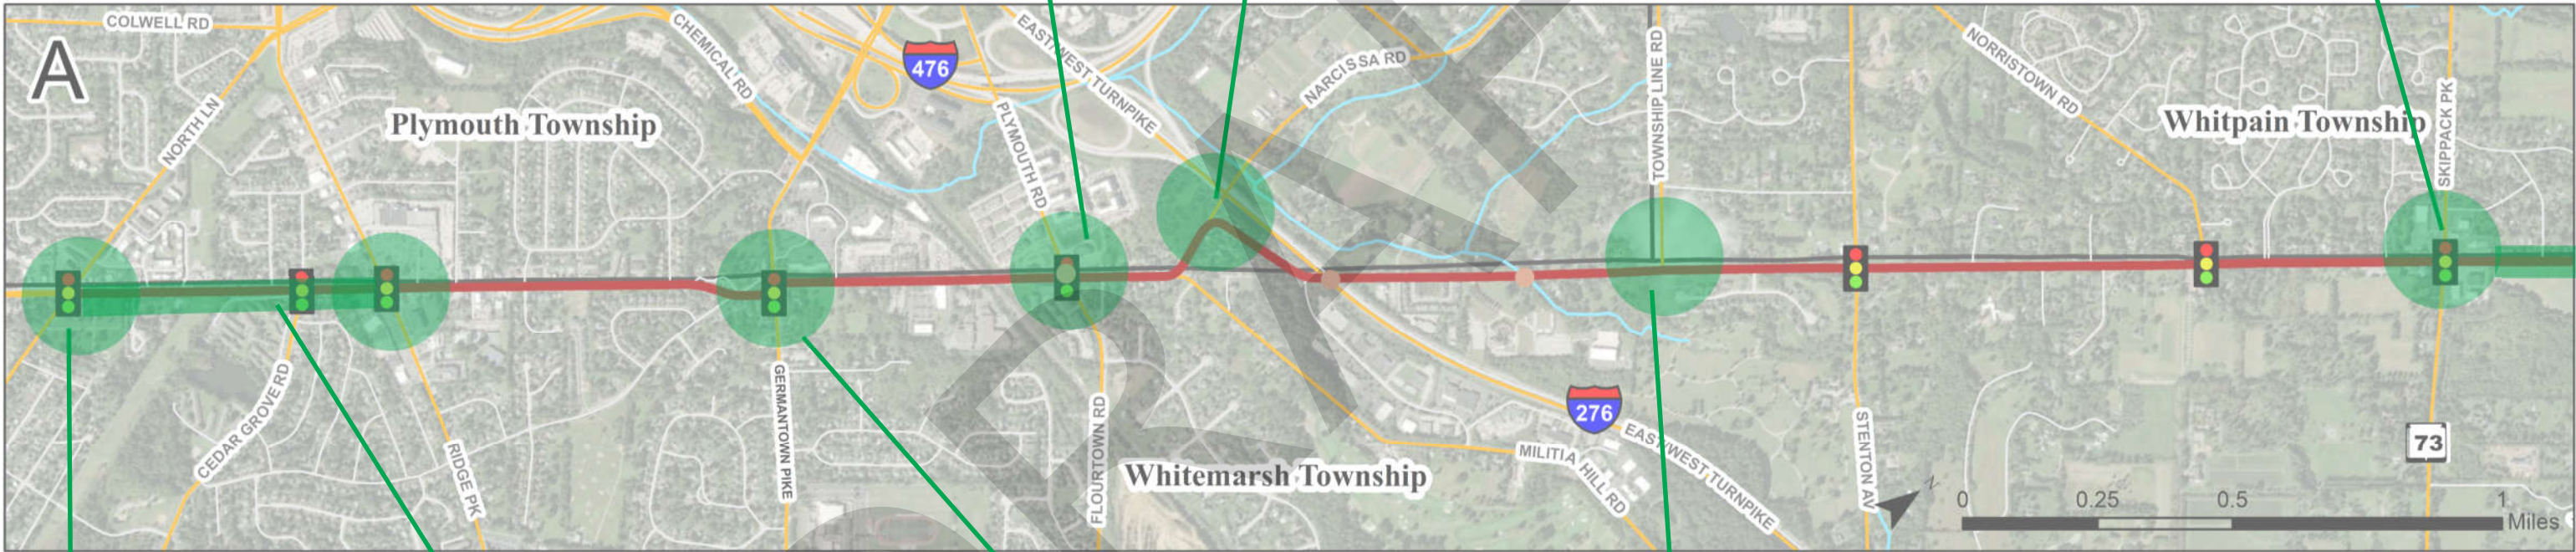 COLWELL RD
A
NORTH LN
Plymouth Township
CHEMICAL RD
476
EAST/WEST TURNPIKE
PLYMOUTH RD
NARCISSA RD
TOWNSHIP LINE RD
NORRISTOWN RD
Whitpain Township
SKIPPACK PK
CEDAR GROVE RD
RIDGE PK
GERMANTOWN PIKE
FLOURTOWN RD
Whitemarsh Township
MILITIA HILL RD
276
EAST/WEST TURNPIKE
STENTON AV
73
N
0 0.25 0.5 1
Miles